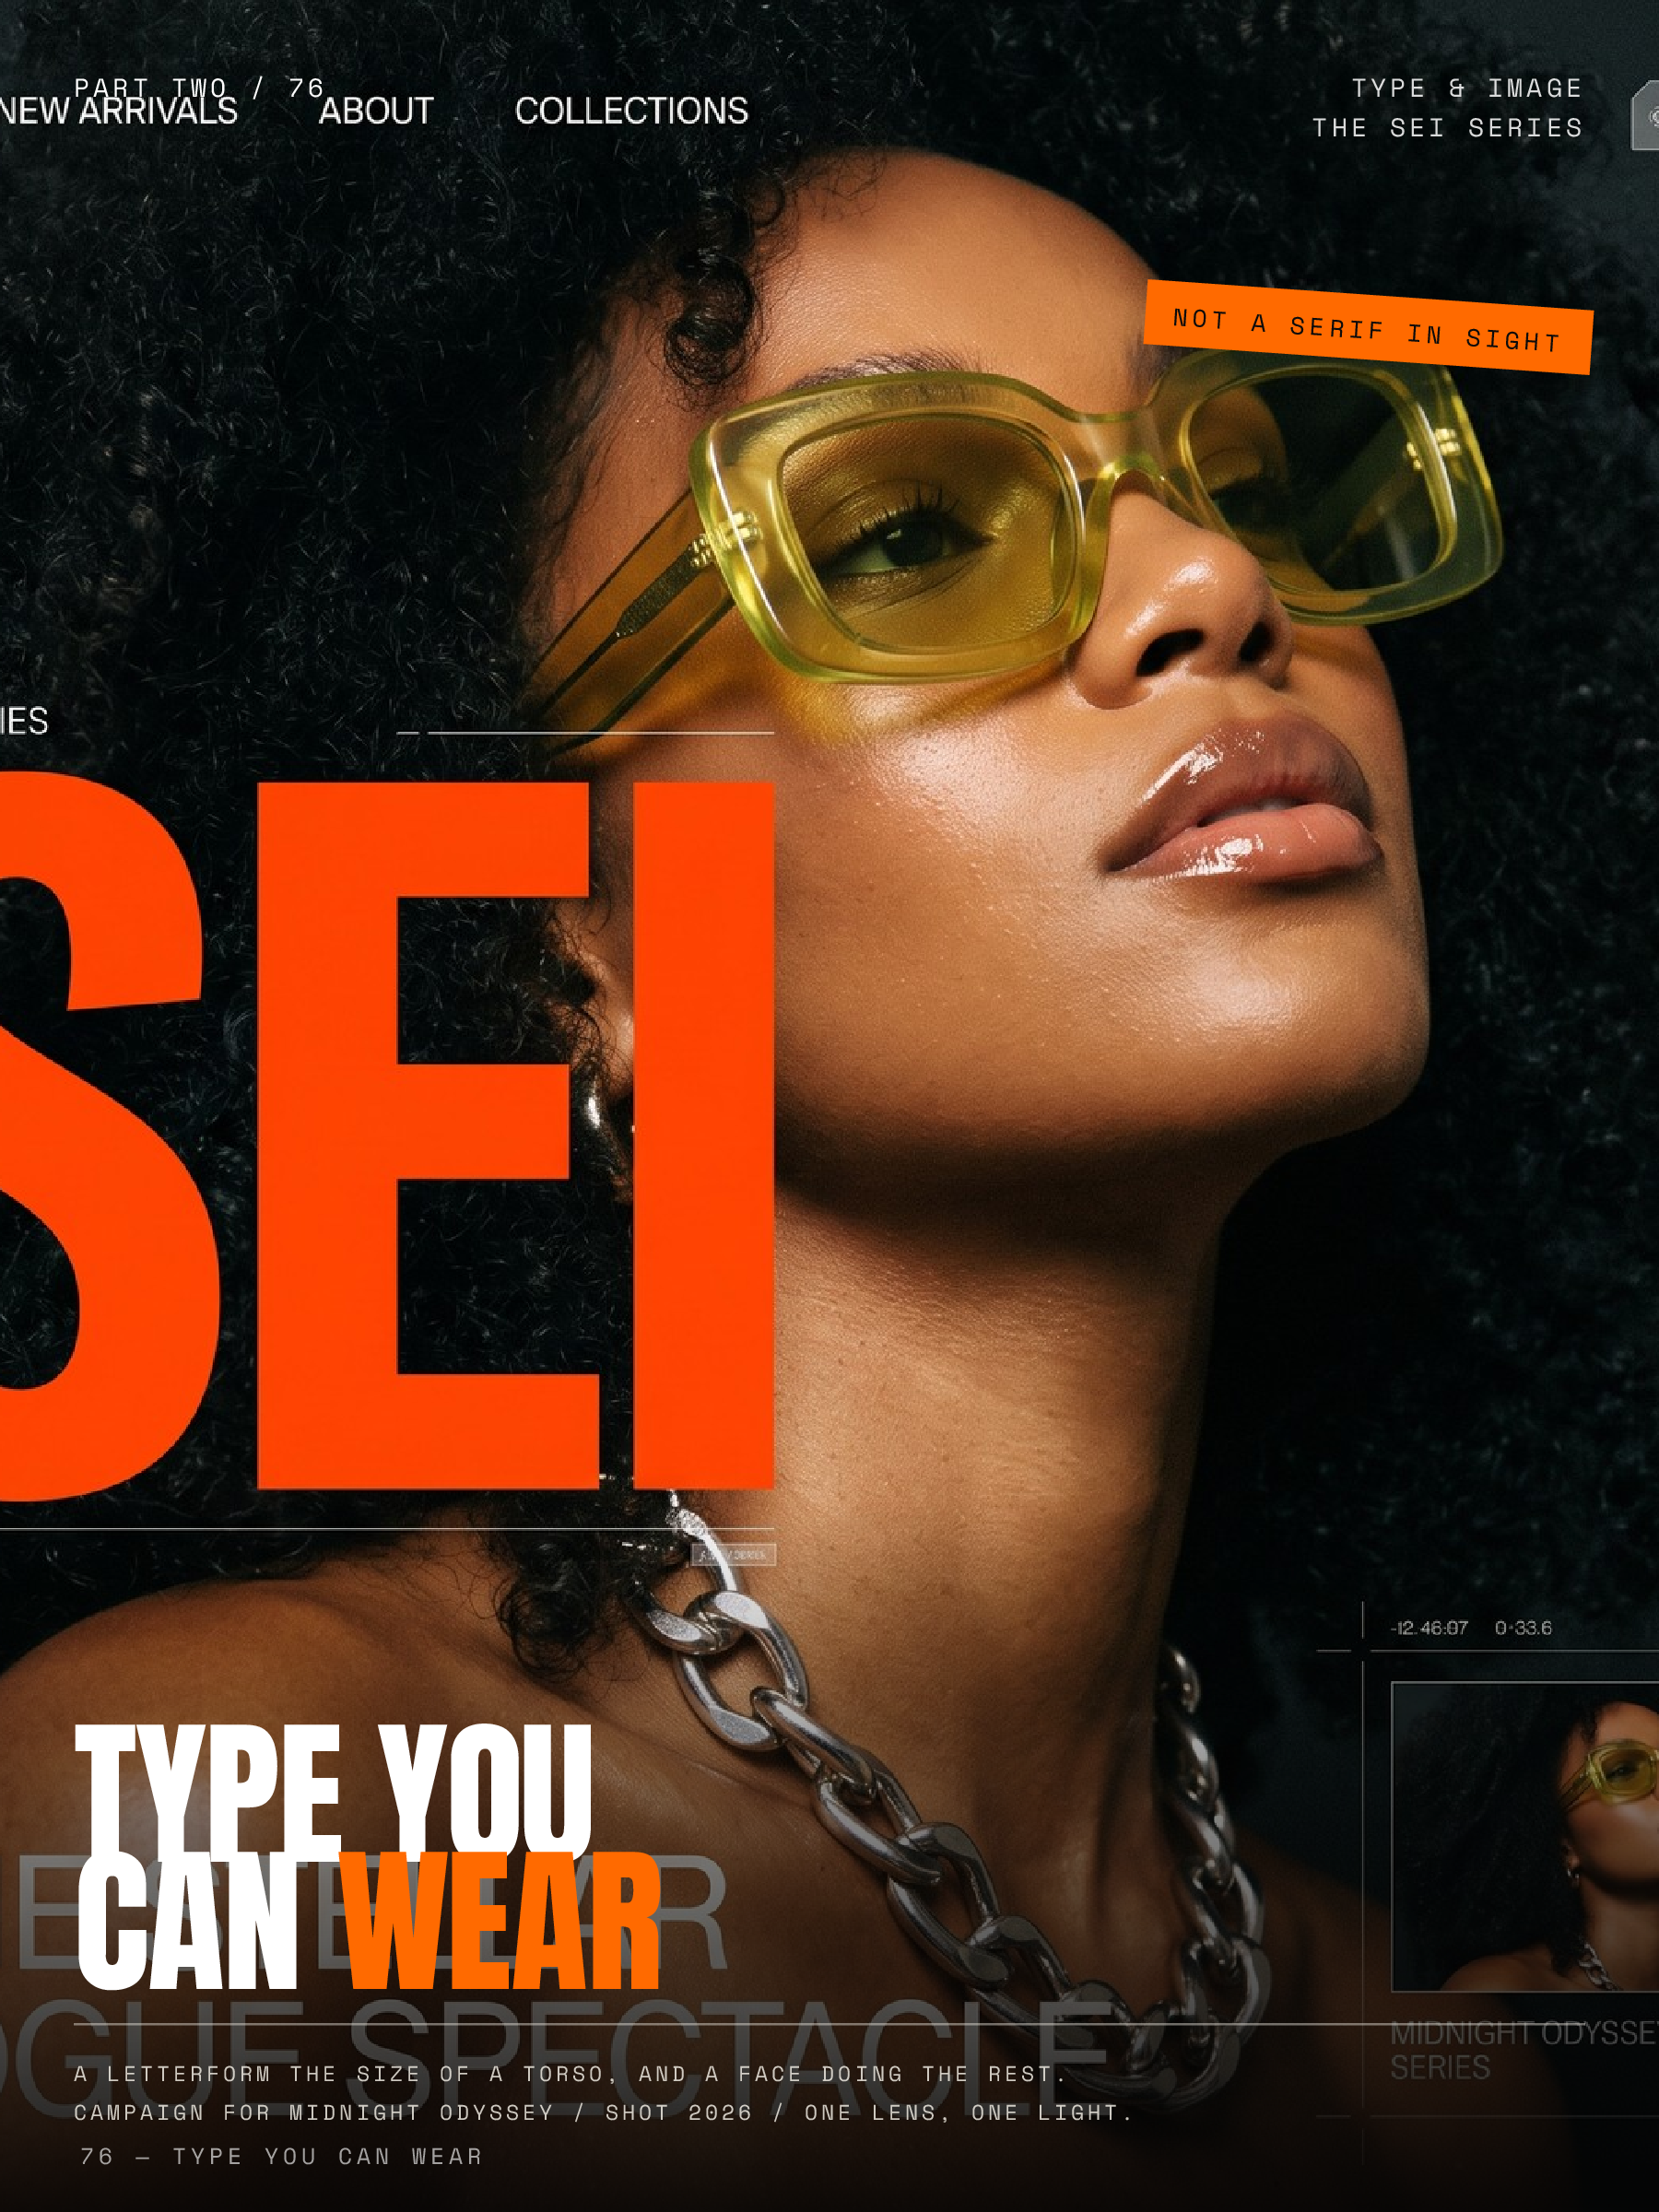 PART TWO / 76
NEW ARRIVALS ABOUT COLLECTIONS
TYPE & IMAGE
THE SEI SERIES
NOT A SERIF IN SIGHT
IES
SEI
-12.46:07 0·33.6
TYPE YOU
CAN WEAR
OGUE SPECTACLE
MIDNIGHT ODYSSE
SERIES
A LETTERFORM THE SIZE OF A TORSO, AND A FACE DOING THE REST.
CAMPAIGN FOR MIDNIGHT ODYSSEY / SHOT 2026 / ONE LENS, ONE LIGHT.
76 — TYPE YOU CAN WEAR